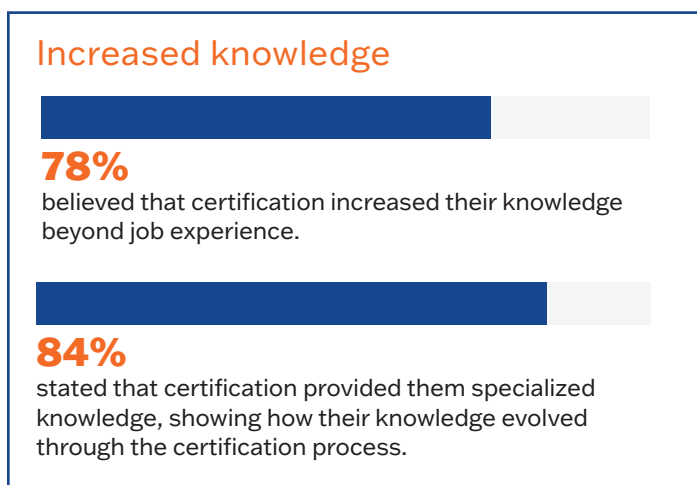 Increased knowledge
78%
believed that certification increased their knowledge
beyond job experience.
84%
stated that certification provided them specialized
knowledge, showing how their knowledge evolved
through the certification process.